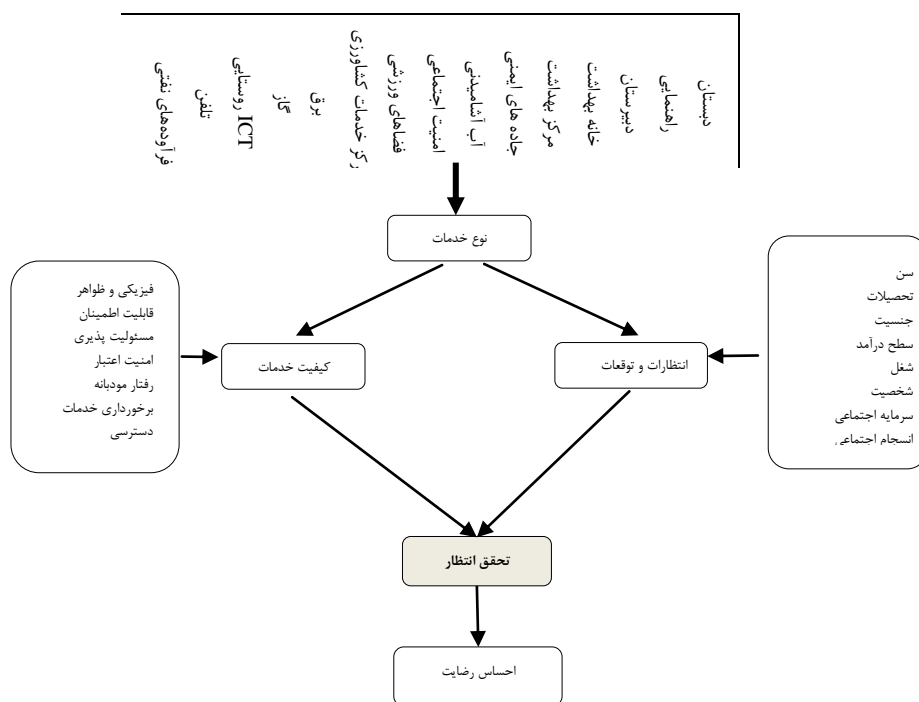 دبستان
راهنمایی
دبیرستان
خانه بهداشت
مرکز بهداشت
جاده های ایمنی
آب آشامیدنی
امنیت اجتماعی
فضاهای ورزشی
رکز خدمات کشاورزی
برق
گاز
ICT روستایی
تلفن
فرآورده‌های نفتی
نوع خدمات
سن
تحصیلات
جنسیت
سطح درآمد
شغل
شخصیت
سرمایه اجتماعی
انسجام اجتماعی
انتظارات و توقعات
کیفیت خدمات
فیزیکی و ظواهر
قابلیت اطمینان
مسئولیت پذیری
امنیت اعتبار
رفتار مودبانه
برخورداری خدمات
دسترسی
تحقق انتظار
احساس رضایت